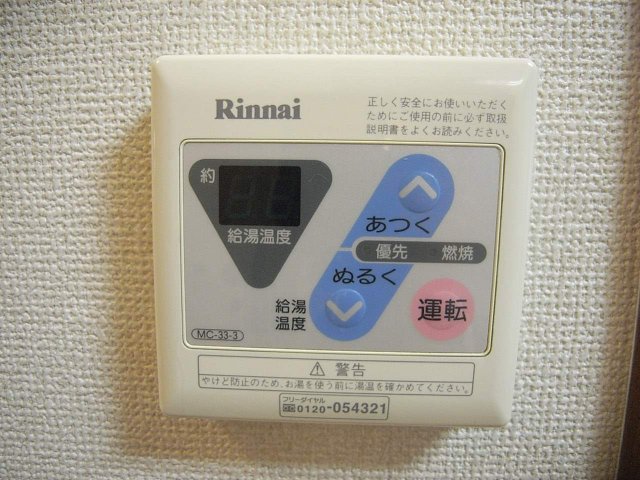 Rinnai
正しく安全にお使いいただく
ためにご使用の前に必ず取扱
説明書をよくお読みください。
約
給湯温度
あつく
優先 燃焼
ぬるく
給湯
温度
運転
MC-33-3
⚠ 警告
やけど防止のため、お湯を使う前に湯温を確かめてください。
フリーダイヤル
0120-054321